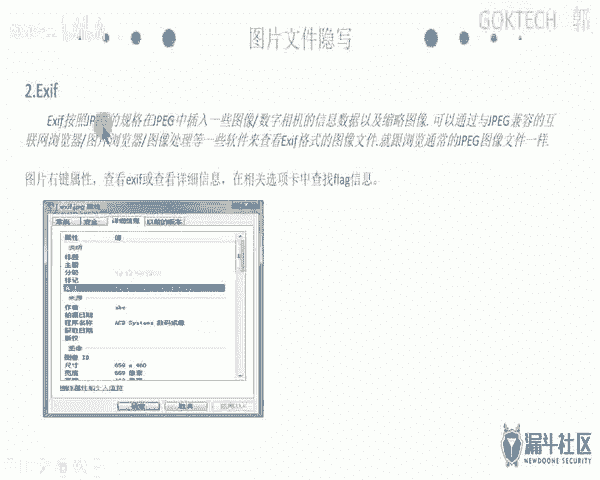 GOKTECH 郭
图片文件隐写
2.Exif
Exif按照JPEG的规格在JPEG中插入一些图像/数字相机的信息数据以及缩略图像. 可以通过与JPEG兼容的互
联网浏览器/图片浏览器/图像处理等一些软件来查看Exif格式的图像文件.就跟浏览通常的JPEG图像文件一样.
图片右键属性，查看exif或查看详细信息，在相关选项卡中查找flag信息。
exif.jpg 属性
常规 安全 详细信息 以前的版本
属性 值
说明
标题
主题
分级
标记
来源
作者 abc
拍摄日期
程序名称 ACD Systems 数码成像
获取日期
版权
图像
图像 ID
尺寸 650 x 460
宽度 650 像素
删除属性和个人信息
确定 取消
漏斗社区
NEWDOONE SECURITY